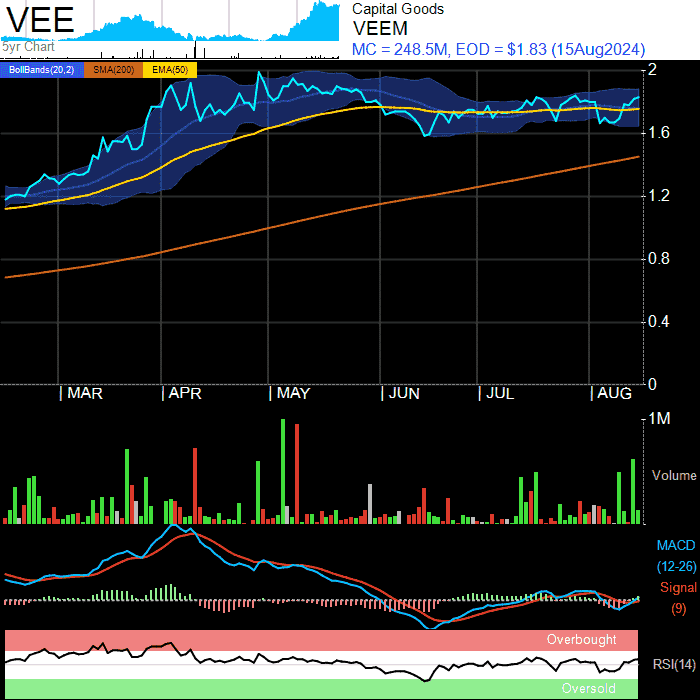 VEE
5yr Chart
Capital Goods
VEEM
MC = 248.5M, EOD = $1.83 (15Aug2024)
BollBands(20,2) SMA(200) EMA(50)
2
1.6
1.2
0.8
0.4
0
MAR APR MAY JUN JUL AUG
1M
Volume
MACD
(12-26)
Signal
(9)
Overbought
RSI(14)
Oversold